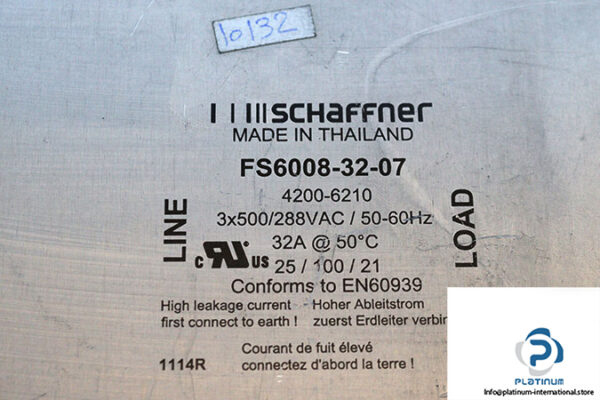 10132
SCHAFFNER
MADE IN THAILAND
FS6008-32-07
4200-6210
3x500/288VAC / 50-60Hz
32A @ 50°C
25 / 100 / 21
Conforms to EN60939
LINE
LOAD
c RU US
High leakage current - Hoher Ableitstrom
first connect to earth ! zuerst Erdleiter verbin
1114R
Courant de fuit élevé
connectez d'abord la terre !
PLATINUM
Info@platinum-international.store